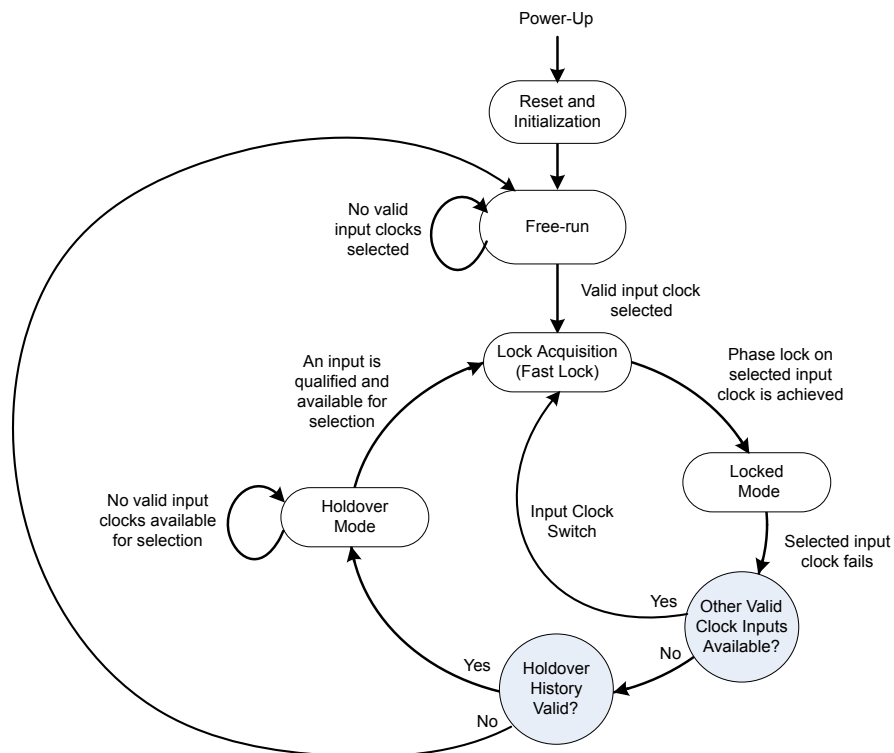 Power-Up
Reset and
Initialization
No valid
input clocks
selected
Free-run
Valid input clock
selected
An input is
qualified and
available for
selection
Lock Acquisition
(Fast Lock)
Phase lock on
selected input
clock is achieved
No valid input
clocks available
for selection
Holdover
Mode
Input Clock
Switch
Locked
Mode
Selected input
clock fails
Yes
Other Valid
Clock Inputs
Available?
No
Yes
Holdover
History
Valid?
No